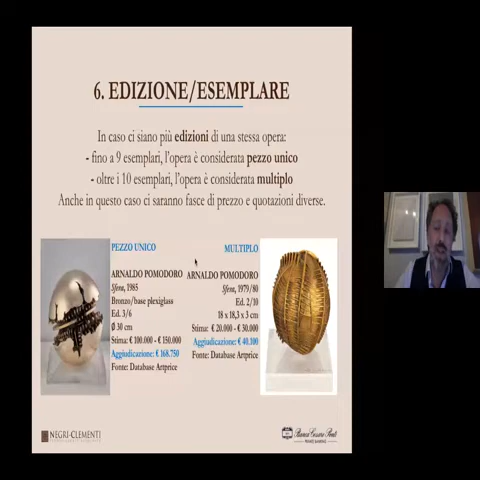 6. EDIZIONE/ESEMPLARE
In caso ci siano più edizioni di una stessa opera:
- fino a 9 esemplari, l'opera è considerata pezzo unico
- oltre i 10 esemplari, l'opera è considerata multiplo
Anche in questo caso ci saranno fasce di prezzo e quotazioni diverse.
PEZZO UNICO
ARNALDO POMODORO
Sfera, 1985
Bronzo/base plexiglass
Ed. 3/6
Ø 30 cm
Stima: € 100.000 - € 150.000
Aggiudicazione: € 168.750
Fonte: Database Artprice
MULTIPLO
ARNALDO POMODORO
Sfera, 1979/80
Ed. 2/10
18 x 18,3 x 3 cm
Stima: € 20.000 - € 30.000
Aggiudicazione: € 40.100
Fonte: Database Artprice
NEGRI-CLEMENTI
Banca Cesare Ponti